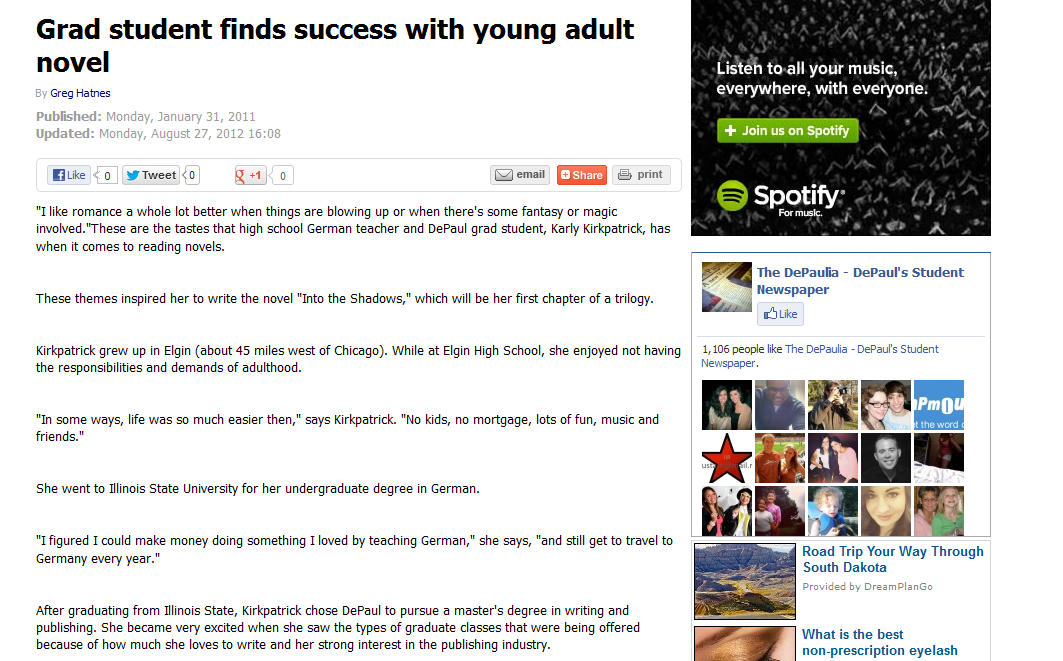 Grad student finds success with young adult
novel
By Greg Hatnes
Published: Monday, January 31, 2011
Updated: Monday, August 27, 2012 16:08
Like 0 Tweet 0 +1 0 email Share print
"I like romance a whole lot better when things are blowing up or when there's some fantasy or magic
involved."These are the tastes that high school German teacher and DePaul grad student, Karly Kirkpatrick, has
when it comes to reading novels.
These themes inspired her to write the novel "Into the Shadows," which will be her first chapter of a trilogy.
Kirkpatrick grew up in Elgin (about 45 miles west of Chicago). While at Elgin High School, she enjoyed not having
the responsibilities and demands of adulthood.
"In some ways, life was so much easier then," says Kirkpatrick. "No kids, no mortgage, lots of fun, music and
friends."
She went to Illinois State University for her undergraduate degree in German.
"I figured I could make money doing something I loved by teaching German," she says, "and still get to travel to
Germany every year."
After graduating from Illinois State, Kirkpatrick chose DePaul to pursue a master's degree in writing and
publishing. She became very excited when she saw the types of graduate classes that were being offered
because of how much she loves to write and her strong interest in the publishing industry.
Listen to all your music,
everywhere, with everyone.
+ Join us on Spotify
Spotify®
For music.
The DePaulia - DePaul's Student
Newspaper
Like
1,106 people like The DePaulia - DePaul's Student
Newspaper.
Road Trip Your Way Through
South Dakota
Provided by DreamPlanGo
What is the best
non-prescription eyelash